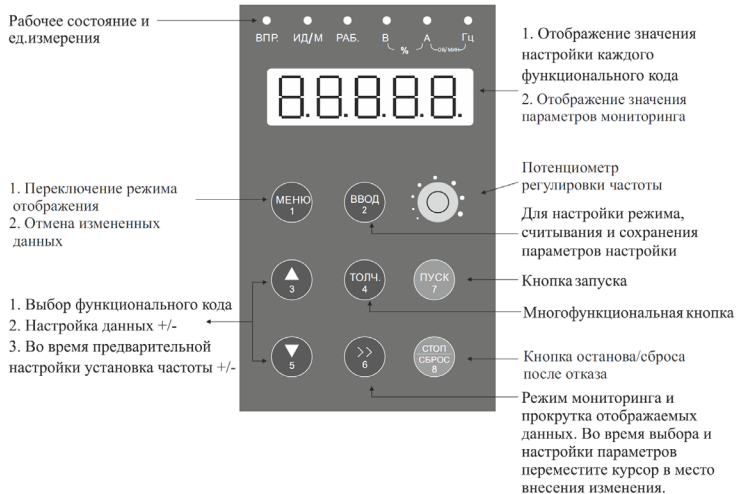 Рабочее состояние и
ед.измерения
ВПР. ИД/М РАБ. В А Гц
% об/мин
8.8.8.8.8.
1. Отображение значения
настройки каждого
функционального кода
2. Отображение значения
параметров мониторинга
1. Переключение режима
отображения
2. Отмена измененных
данных
МЕНЮ
1
ВВОД
2
Потенциометр
регулировки частоты
Для настройки режима,
считывания и сохранения
параметров настройки
1. Выбор функционального кода
2. Настройка данных +/-
3. Во время предварительной
настройки установка частоты +/-
3
ТОЛЧ.
4
ПУСК
7
Кнопка запуска
Многофункциональная кнопка
5
>>
6
СТОП
СБРОС
8
Кнопка останова/сброса
после отказа
Режим мониторинга и
прокрутка отображаемых
данных. Во время выбора и
настройки параметров
переместите курсор в место
внесения изменения.